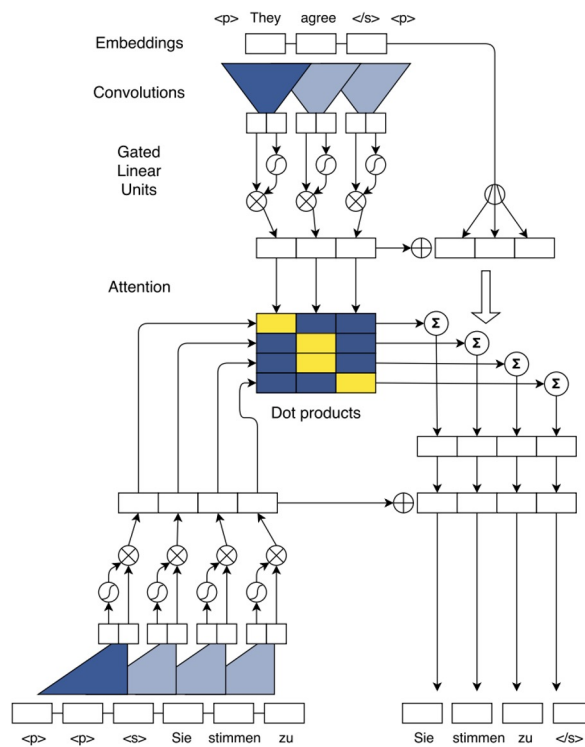 <p> They agree </s> <p>
Embeddings
Convolutions
Gated
Linear
Units
Attention
Σ
Σ
Σ
Σ
Dot products
<p> <p> <s> Sie stimmen zu
Sie stimmen zu </s>